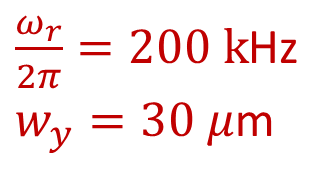 ω_r/2π = 200 kHz
w_y = 30 μm